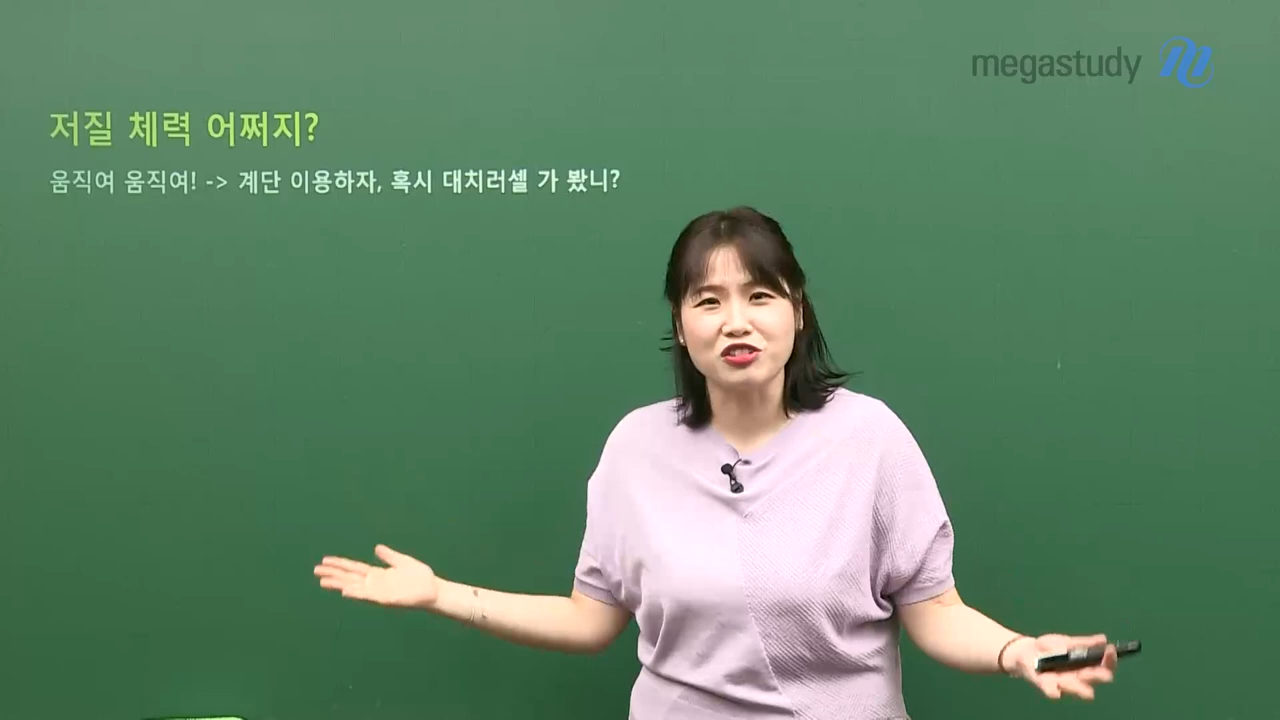 megastudy
저질 체력 어쩌지?
움직여 움직여! -> 계단 이용하자, 혹시 대치러셀 가 봤니?